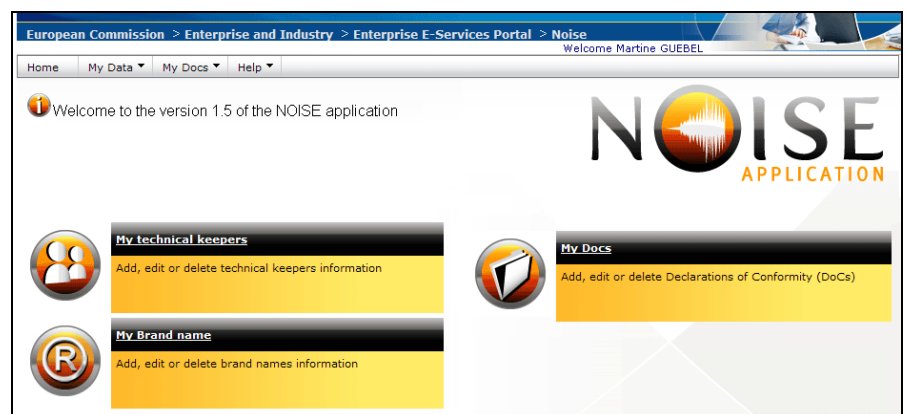 European Commission > Enterprise and Industry > Enterprise E-Services Portal > Noise
Welcome Martine GUEBEL
Home My Data My Docs Help
Welcome to the version 1.5 of the NOISE application
NOISE
APPLICATION
My technical keepers
Add, edit or delete technical keepers information
My Docs
Add, edit or delete Declarations of Conformity (DoCs)
My Brand name
Add, edit or delete brand names information
R